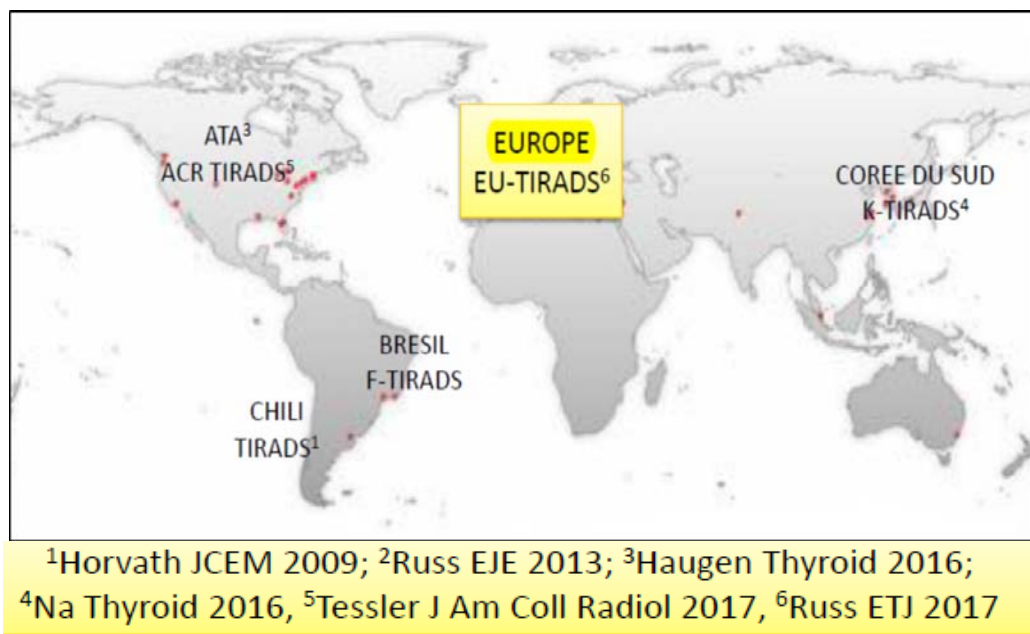 ATA³
ACR TIRADS⁵
EUROPE
EU-TIRADS⁶
COREE DU SUD
K-TIRADS⁴
BRESIL
F-TIRADS
CHILI
TIRADS¹
¹Horvath JCEM 2009; ²Russ EJE 2013; ³Haugen Thyroid 2016;
⁴Na Thyroid 2016, ⁵Tessler J Am Coll Radiol 2017, ⁶Russ ETJ 2017